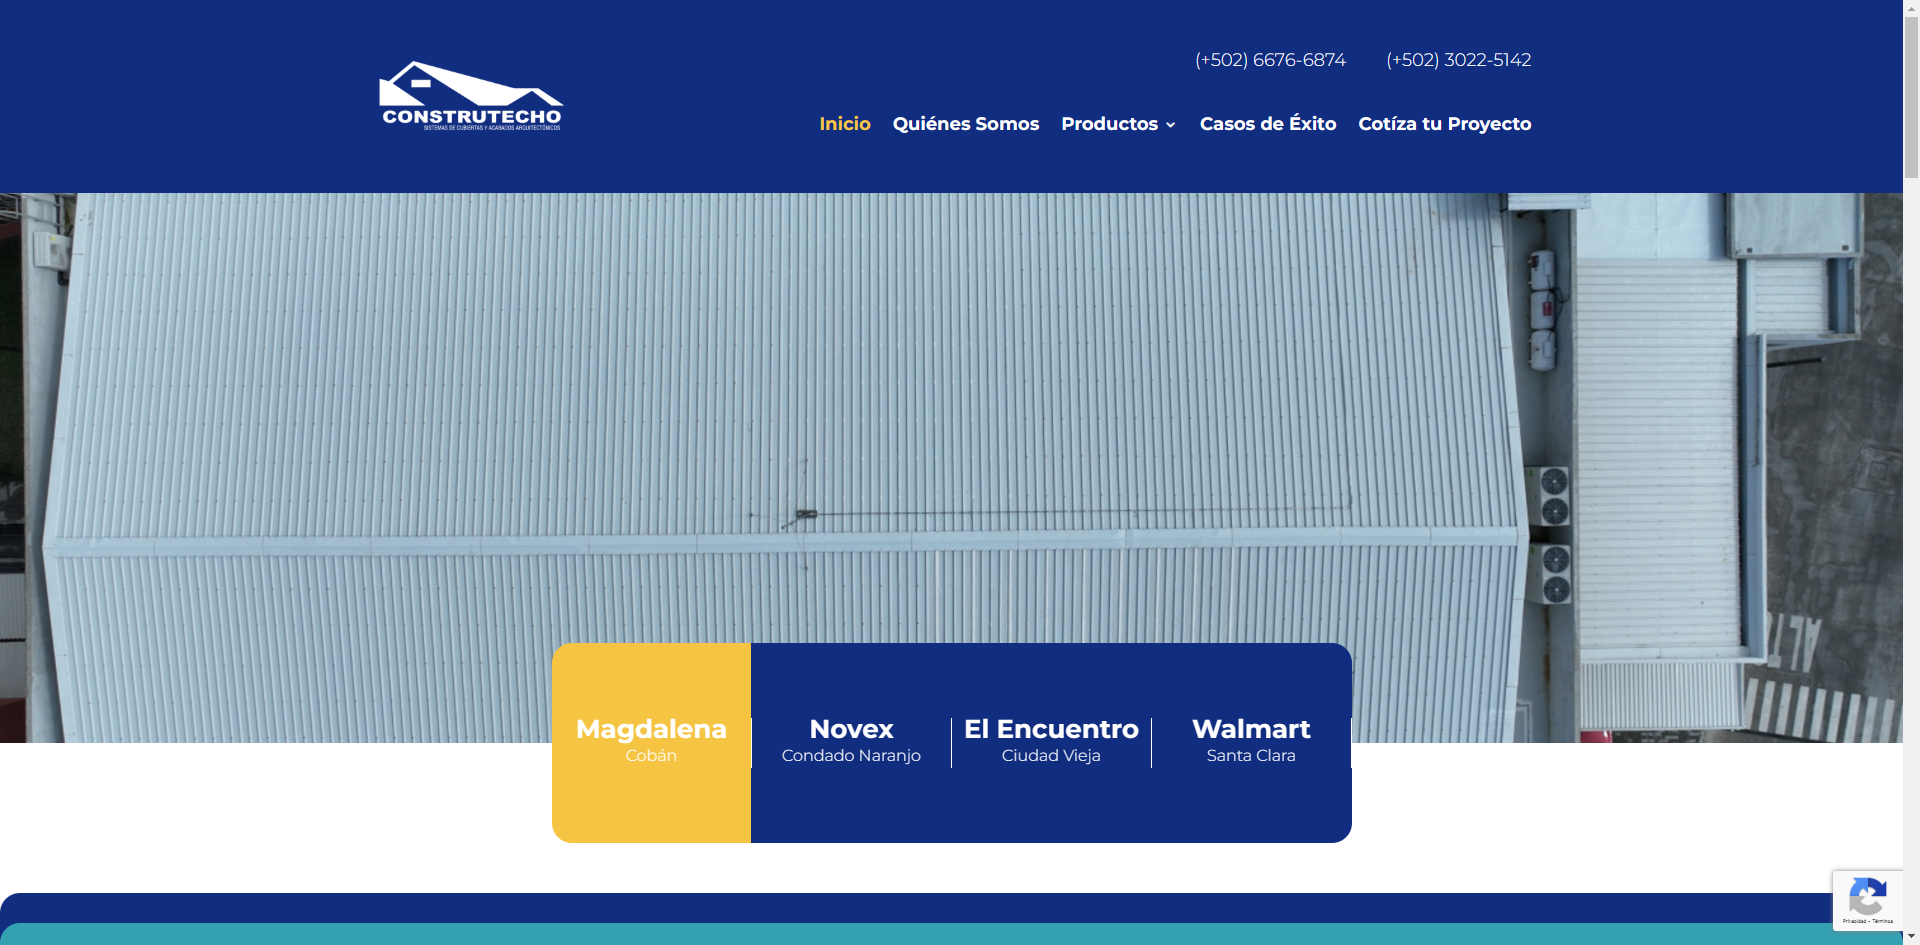 (+502) 6676-6874 (+502) 3022-5142
CONSTRUTECHO
SISTEMAS DE CUBIERTAS Y ACABADOS ARQUITECTÓNICOS
Inicio Quiénes Somos Productos Casos de Éxito Cotíza tu Proyecto
Magdalena
Cobán
Novex
Condado Naranjo
El Encuentro
Ciudad Vieja
Walmart
Santa Clara
Privacidad - Términos